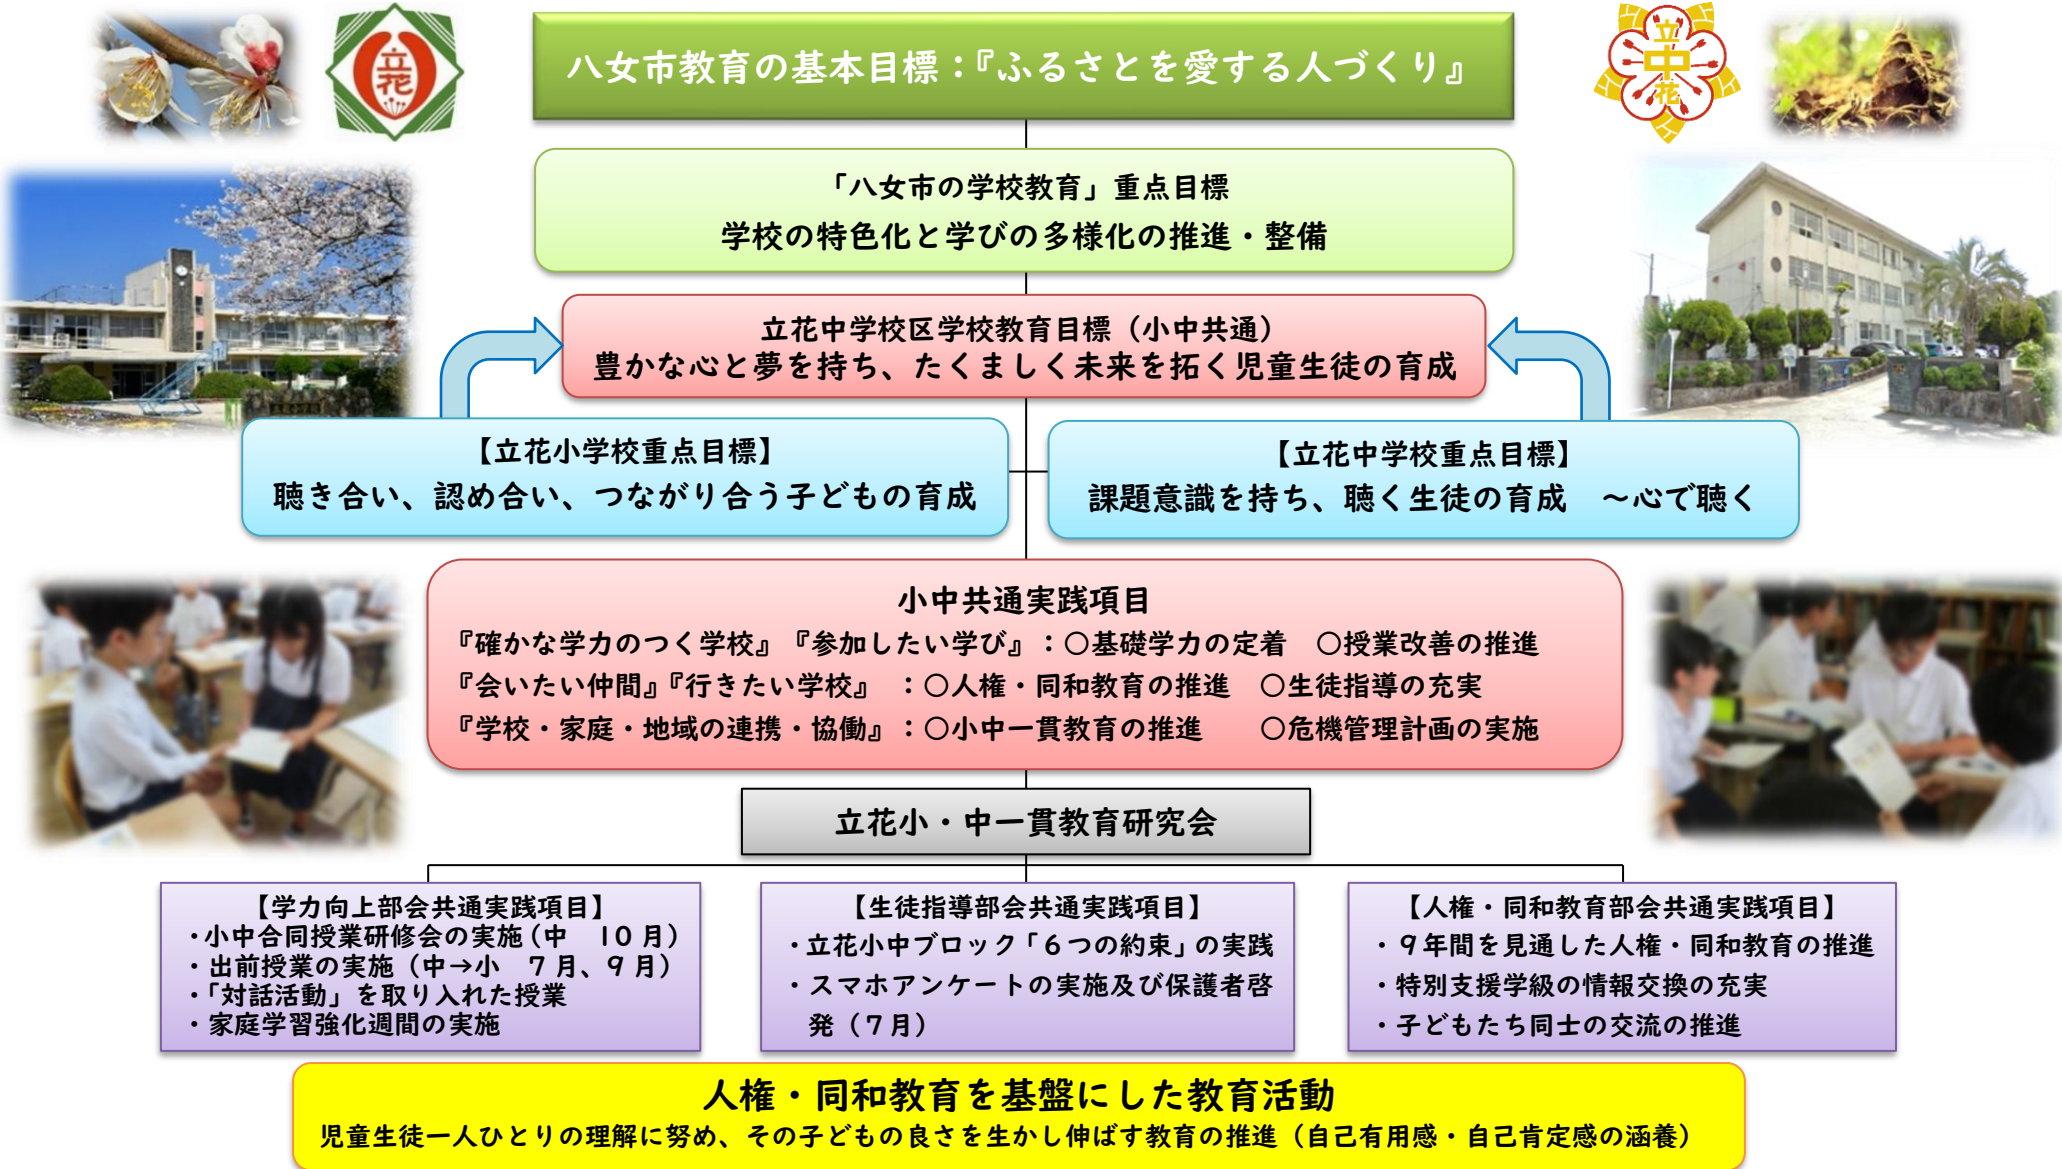 立花
八女市教育の基本目標：『ふるさとを愛する人づくり』
立
中
花
「八女市の学校教育」重点目標
学校の特色化と学びの多様化の推進・整備
立花中学校区学校教育目標（小中共通）
豊かな心と夢を持ち、たくましく未来を拓く児童生徒の育成
【立花小学校重点目標】
聴き合い、認め合い、つながり合う子どもの育成
【立花中学校重点目標】
課題意識を持ち、聴く生徒の育成　～心で聴く
小中共通実践項目
『確かな学力のつく学校』『参加したい学び』：〇基礎学力の定着　〇授業改善の推進
『会いたい仲間』『行きたい学校』　：〇人権・同和教育の推進　〇生徒指導の充実
『学校・家庭・地域の連携・協働』：〇小中一貫教育の推進　　〇危機管理計画の実施
立花小・中一貫教育研究会
【学力向上部会共通実践項目】
・小中合同授業研修会の実施（中　10月）
・出前授業の実施（中→小　7月、9月）
・「対話活動」を取り入れた授業
・家庭学習強化週間の実施
【生徒指導部会共通実践項目】
・立花小中ブロック「６つの約束」の実践
・スマホアンケートの実施及び保護者啓
発（７月）
【人権・同和教育部会共通実践項目】
・９年間を見通した人権・同和教育の推進
・特別支援学級の情報交換の充実
・子どもたち同士の交流の推進
人権・同和教育を基盤にした教育活動
児童生徒一人ひとりの理解に努め、その子どもの良さを生かし伸ばす教育の推進（自己有用感・自己肯定感の涵養）